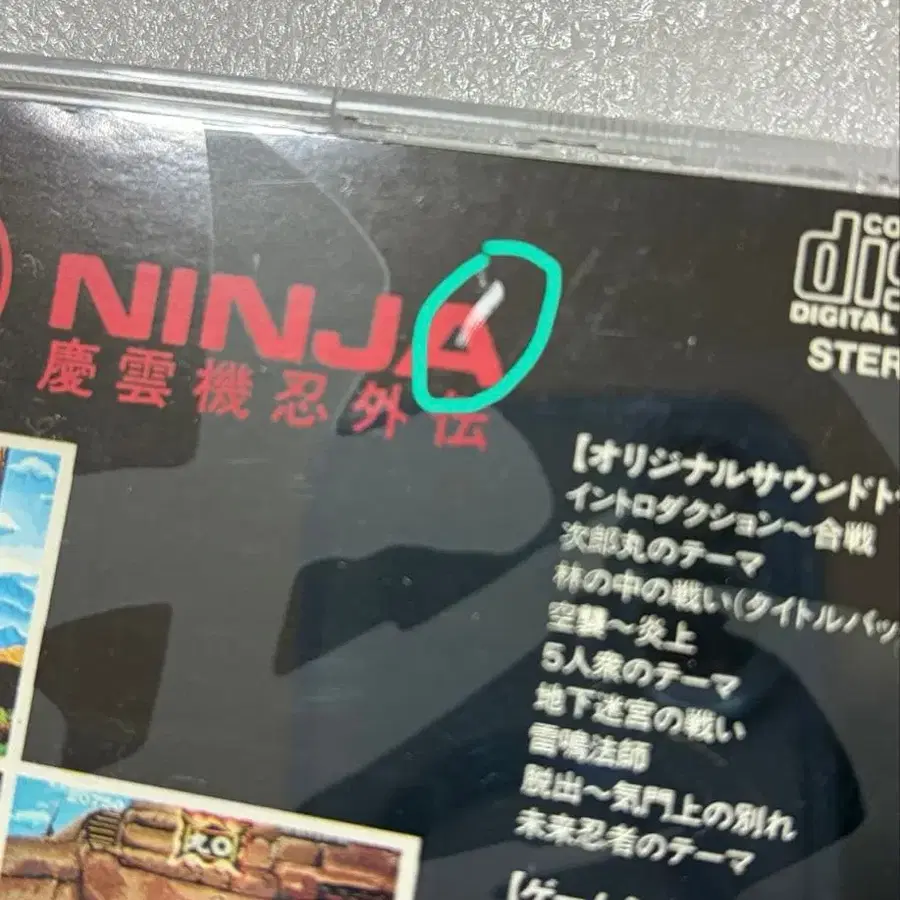 NINJA
慶雲機忍外伝
DIGITAL
【オリジナルサウンドト
イントロダクション〜合戦
次郎丸のテーマ
林の中の戦い(タイトルバッ
空襲〜炎上
5人衆のテーマ
地下迷宮の戦い
雷鳴法師
脱出〜気門上の別れ
未来忍者のテーマ